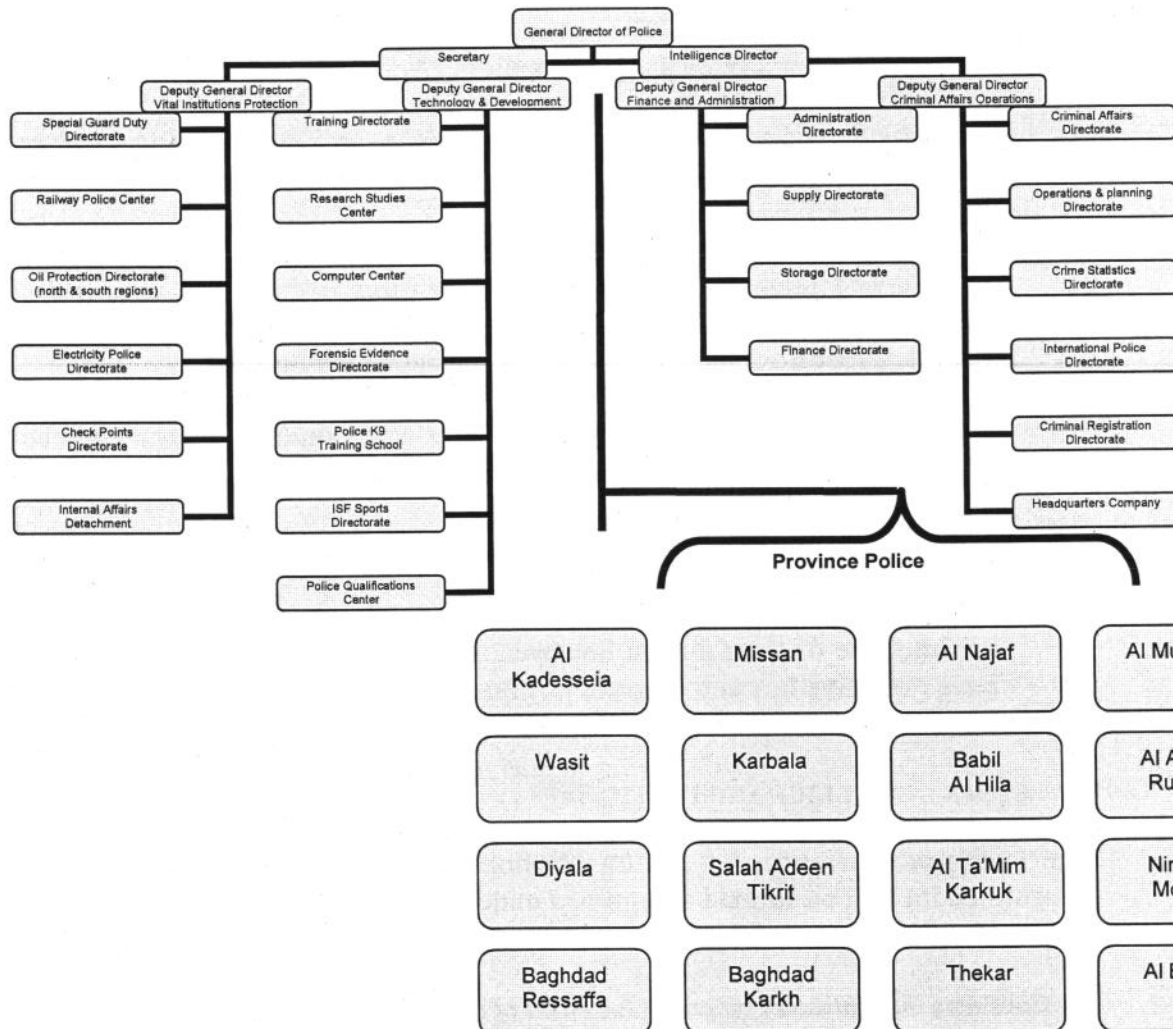 General Director of Police
Secretary
Intelligence Director
Deputy General Director
Vital Institutions Protection
Deputy General Director
Technology & Development
Deputy General Director
Finance and Administration
Deputy General Director
Criminal Affairs Operations
Special Guard Duty
Directorate
Railway Police Center
Oil Protection Directorate
(north & south regions)
Electricity Police
Directorate
Check Points
Directorate
Internal Affairs
Detachment
Training Directorate
Research Studies
Center
Computer Center
Forensic Evidence
Directorate
Police K9
Training School
ISF Sports
Directorate
Police Qualifications
Center
Administration
Directorate
Supply Directorate
Storage Directorate
Finance Directorate
Criminal Affairs
Directorate
Operations & planning
Directorate
Crime Statistics
Directorate
International Police
Directorate
Criminal Registration
Directorate
Headquarters Company
Province Police
Al
Kadesseia
Missan
Al Najaf
Al
Wasit
Karbala
Babil
Al Hila
Al
Diyala
Salah Adeen
Tikrit
Al Ta'Mim
Karkuk
Baghdad
Ressaffa
Baghdad
Karkh
Thekar
Al